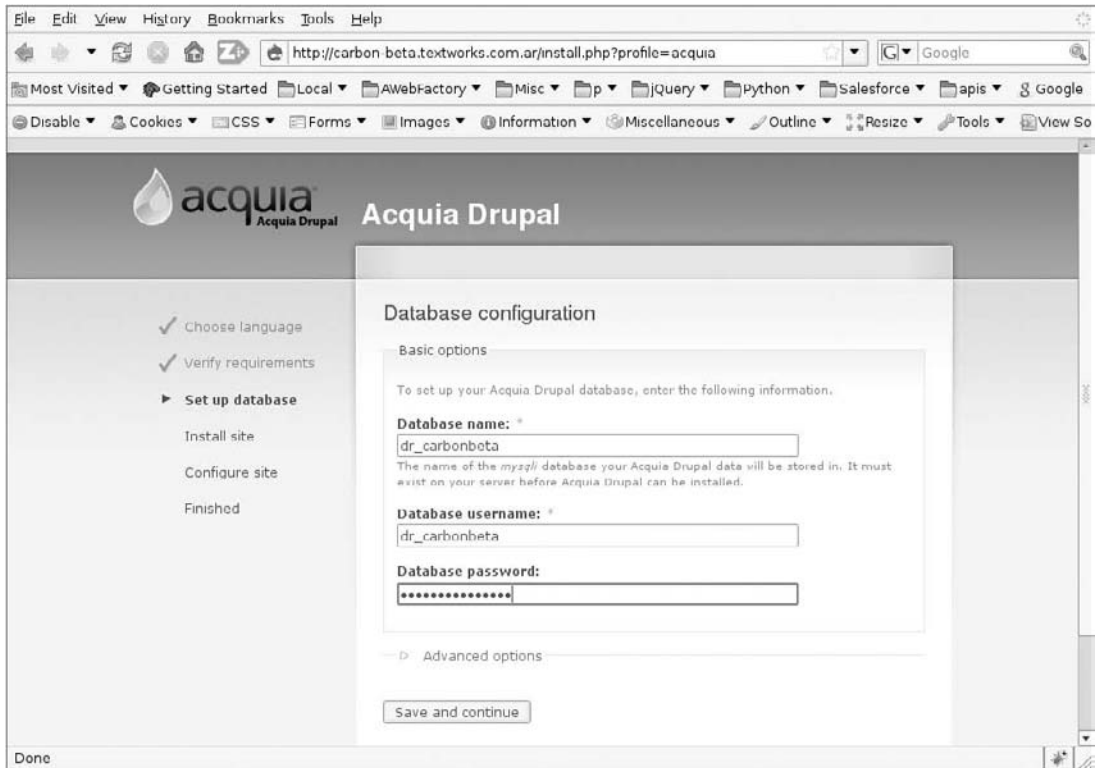 File Edit View History Bookmarks Tools Help
http://carbon-beta.textworks.com.ar/install.php?profile=acquia
G Google
Most Visited Getting Started Local AWebFactory Misc p jQuery Python Salesforce apis Google
Disable Cookies CSS Forms Images Information Miscellaneous Outline Resize Tools View So
acquia
Acquia Drupal
Acquia Drupal
Choose language
Verify requirements
Set up database
Install site
Configure site
Finished
Database configuration
Basic options
To set up your Acquia Drupal database, enter the following information.
Database name: *
dr_carbonbeta
The name of the mysqli database your Acquia Drupal data will be stored in. It must
exist on your server before Acquia Drupal can be installed.
Database username: *
dr_carbonbeta
Database password:
•••••••••••••••
Advanced options
Save and continue
Done